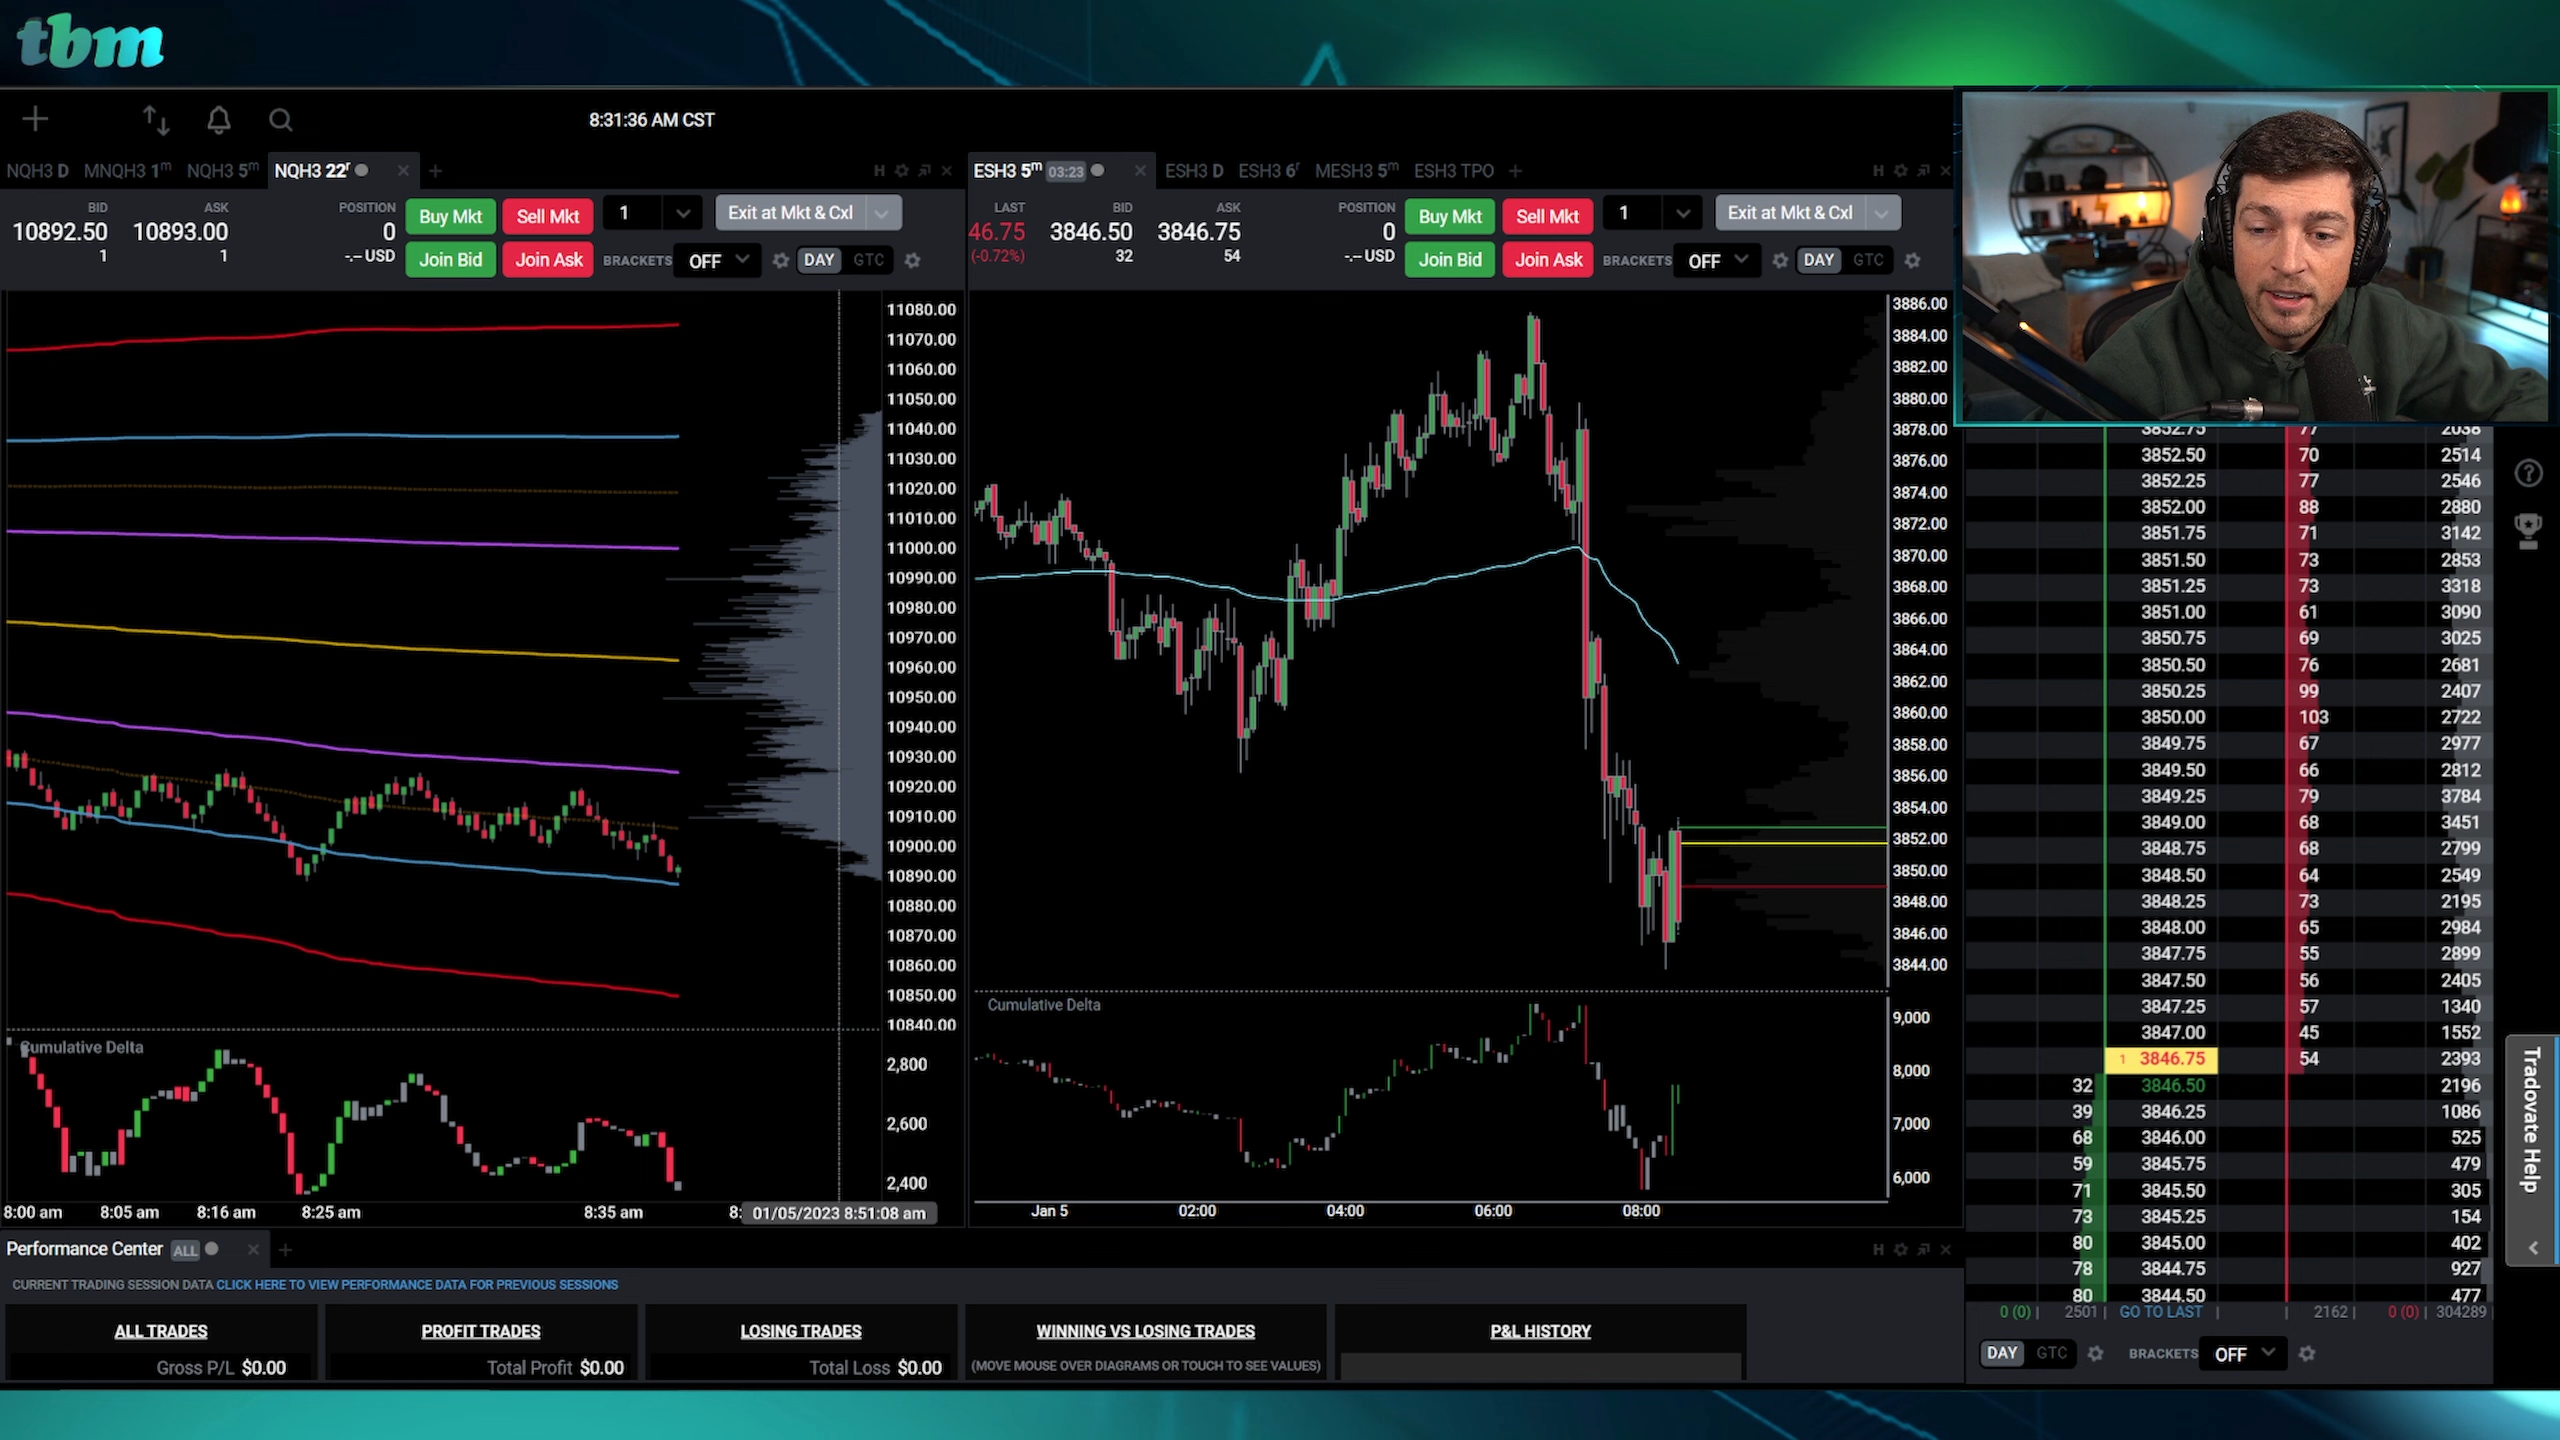 tbm
8:31:36 AM CST
NQH3 D MNQH3 1m NQH3 5m NQH3 22r
BID ASK POSITION
10892.50 10893.00 0
1 1 -.-- USD
Buy Mkt Sell Mkt 1 Exit at Mkt & Cxl
Join Bid Join Ask BRACKETS OFF DAY GTC
H
11080.00
11070.00
11060.00
11050.00
11040.00
11030.00
11020.00
11010.00
11000.00
10990.00
10980.00
10970.00
10960.00
10950.00
10940.00
10930.00
10920.00
10910.00
10900.00
10890.00
10880.00
10870.00
10860.00
10850.00
10840.00
Cumulative Delta
2,800
2,600
2,400
8:00 am 8:05 am 8:16 am 8:25 am 8:35 am 8: 01/05/2023 8:51:08 am
ESH3 5m 03:23 ESH3 D ESH3 6r MESH3 5m ESH3 TPO
H
LAST BID ASK POSITION
46.75 3846.50 3846.75 0
(-0.72%) 32 54 -.-- USD
Buy Mkt Sell Mkt 1 Exit at Mkt & Cxl
Join Bid Join Ask BRACKETS OFF DAY GTC
3886.00
3884.00
3882.00
3880.00
3878.00
3876.00
3874.00
3872.00
3870.00
3868.00
3866.00
3864.00
3862.00
3860.00
3858.00
3856.00
3854.00
3852.00
3850.00
3848.00
3846.00
3844.00
Cumulative Delta
9,000
8,000
7,000
6,000
Jan 5 02:00 04:00 06:00 08:00
3852.75 77 2038
3852.50 70 2514
3852.25 77 2546
3852.00 88 2880
3851.75 71 3142
3851.50 73 2853
3851.25 73 3318
3851.00 61 3090
3850.75 69 3025
3850.50 76 2681
3850.25 99 2407
3850.00 103 2722
3849.75 67 2977
3849.50 66 2812
3849.25 79 3784
3849.00 68 3451
3848.75 68 2799
3848.50 64 2549
3848.25 73 2195
3848.00 65 2984
3847.75 55 2899
3847.50 56 2405
3847.25 57 1340
3847.00 45 1552
1 3846.75 54 2393
32 3846.50 2196
39 3846.25 1086
68 3846.00 525
59 3845.75 479
71 3845.50 305
73 3845.25 154
80 3845.00 402
78 3844.75 927
80 3844.50 477
0 (0) 2501 GO TO LAST 2162 0 (0) 304289
DAY GTC BRACKETS OFF
Tradovate Help
Performance Center ALL
H
CURRENT TRADING SESSION DATA CLICK HERE TO VIEW PERFORMANCE DATA FOR PREVIOUS SESSIONS
ALL TRADES PROFIT TRADES LOSING TRADES WINNING VS LOSING TRADES P&L HISTORY
Gross P/L $0.00 Total Profit $0.00 Total Loss $0.00 (MOVE MOUSE OVER DIAGRAMS OR TOUCH TO SEE VALUES)